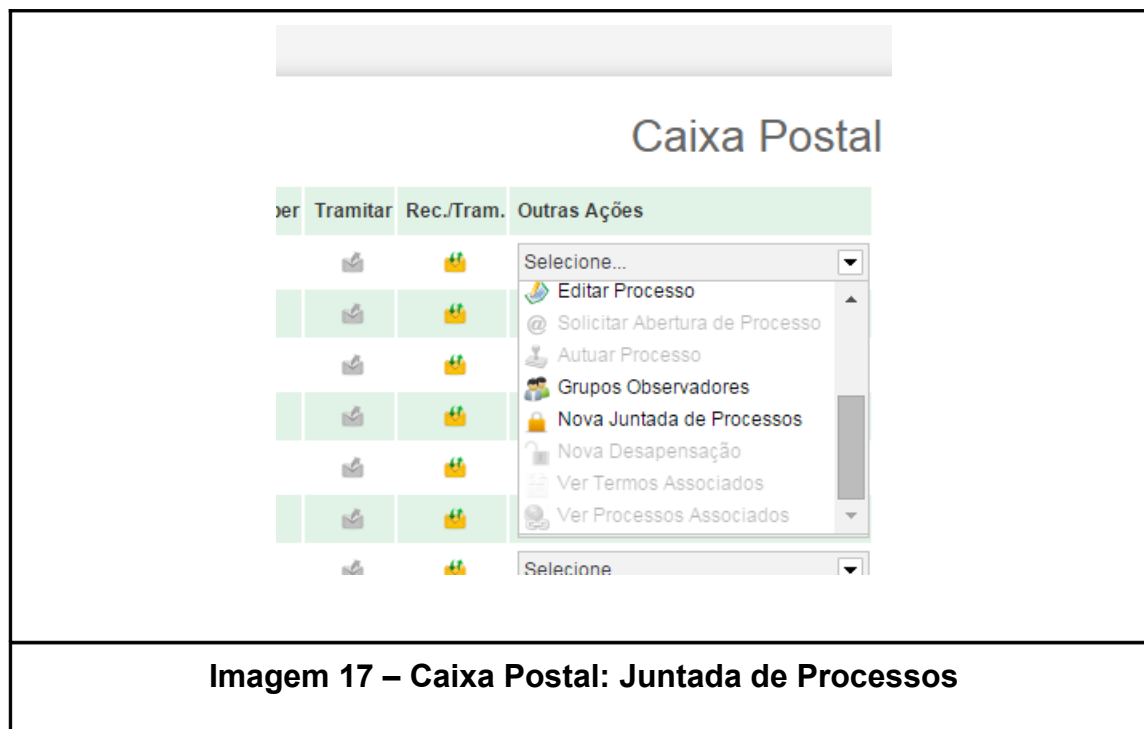 Caixa Postal
ber Tramitar Rec./Tram. Outras Ações
Selecione...
Editar Processo
@ Solicitar Abertura de Processo
Autuar Processo
Grupos Observadores
Nova Juntada de Processos
Nova Desapensação
Ver Termos Associados
Ver Processos Associados
Selecione
Imagem 17 – Caixa Postal: Juntada de Processos